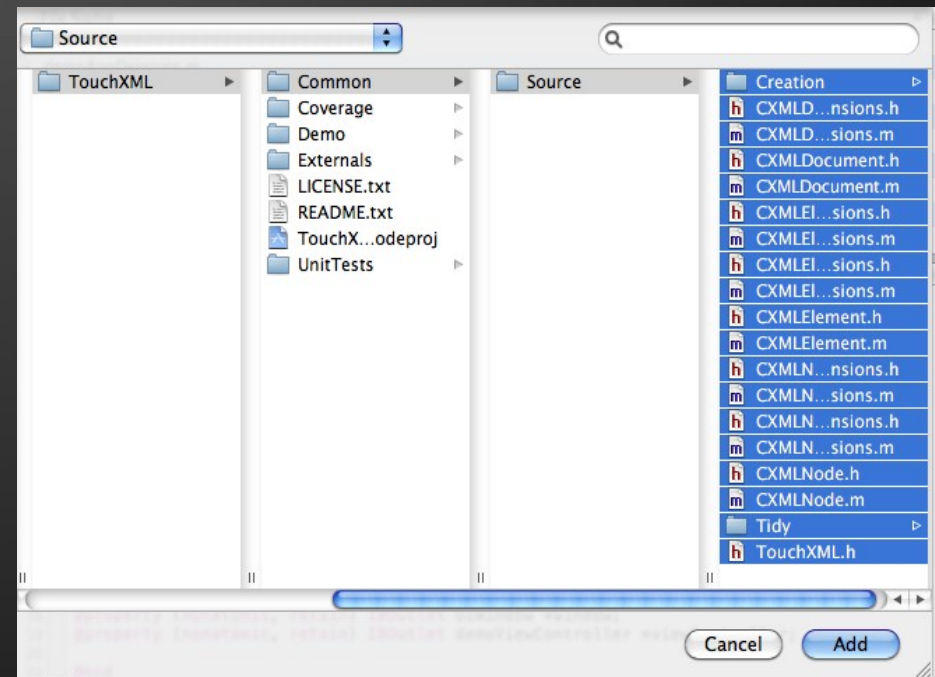 Source
TouchXML
Common
Coverage
Demo
Externals
LICENSE.txt
README.txt
TouchX...odeproj
UnitTests
Source
Creation
CXMLD...nsions.h
CXMLD...sions.m
CXMLDocument.h
CXMLDocument.m
CXMLEl...sions.h
CXMLEl...sions.m
CXMLEl...sions.h
CXMLEl...sions.m
CXMLElement.h
CXMLElement.m
CXMLN...nsions.h
CXMLN...sions.m
CXMLN...nsions.h
CXMLN...sions.m
CXMLNode.h
CXMLNode.m
Tidy
TouchXML.h
Cancel
Add